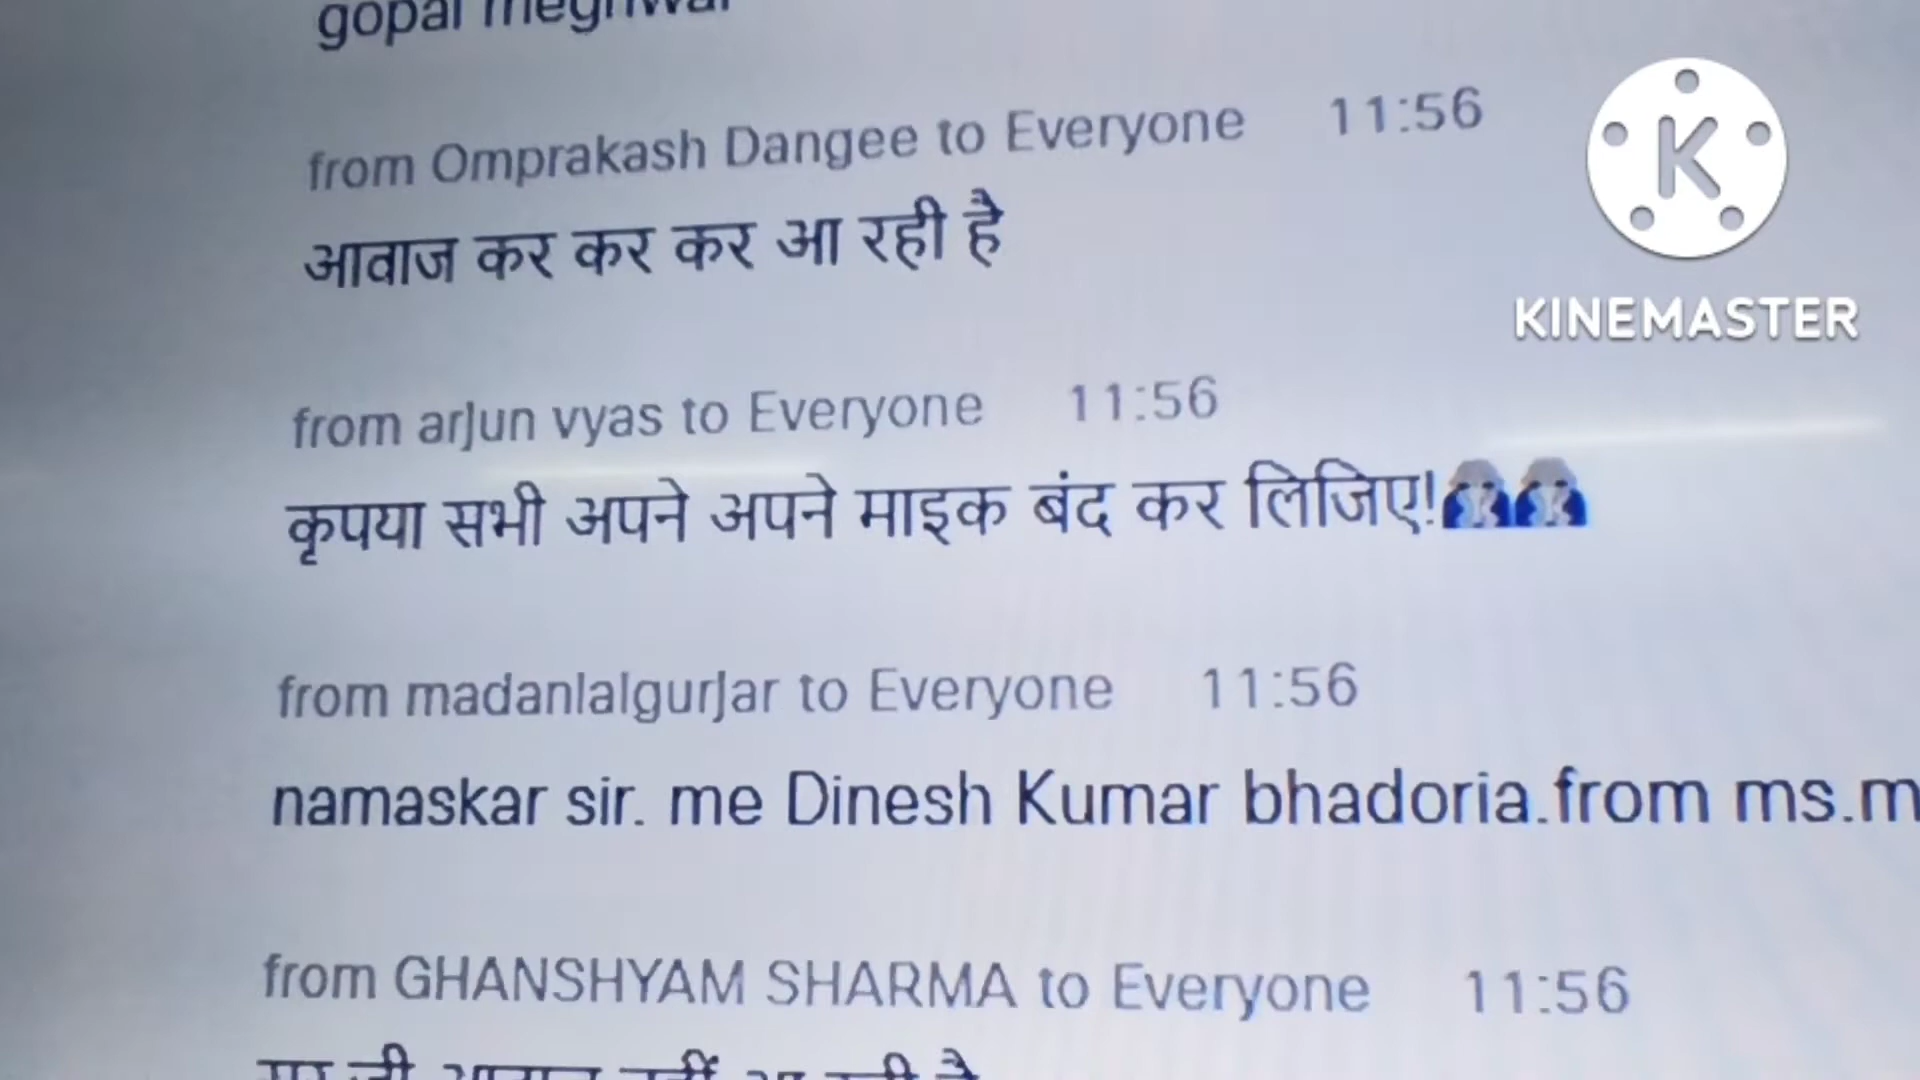 gopal meghwal
from Omprakash Dangee to Everyone 11:56
आवाज कर कर कर आ रही है
from arjun vyas to Everyone 11:56
कृपया सभी अपने अपने माइक बंद कर लिजिए!
from madanlalgurjar to Everyone 11:56
namaskar sir. me Dinesh Kumar bhadoria.from ms.m
from GHANSHYAM SHARMA to Everyone 11:56
K
KINEMASTER